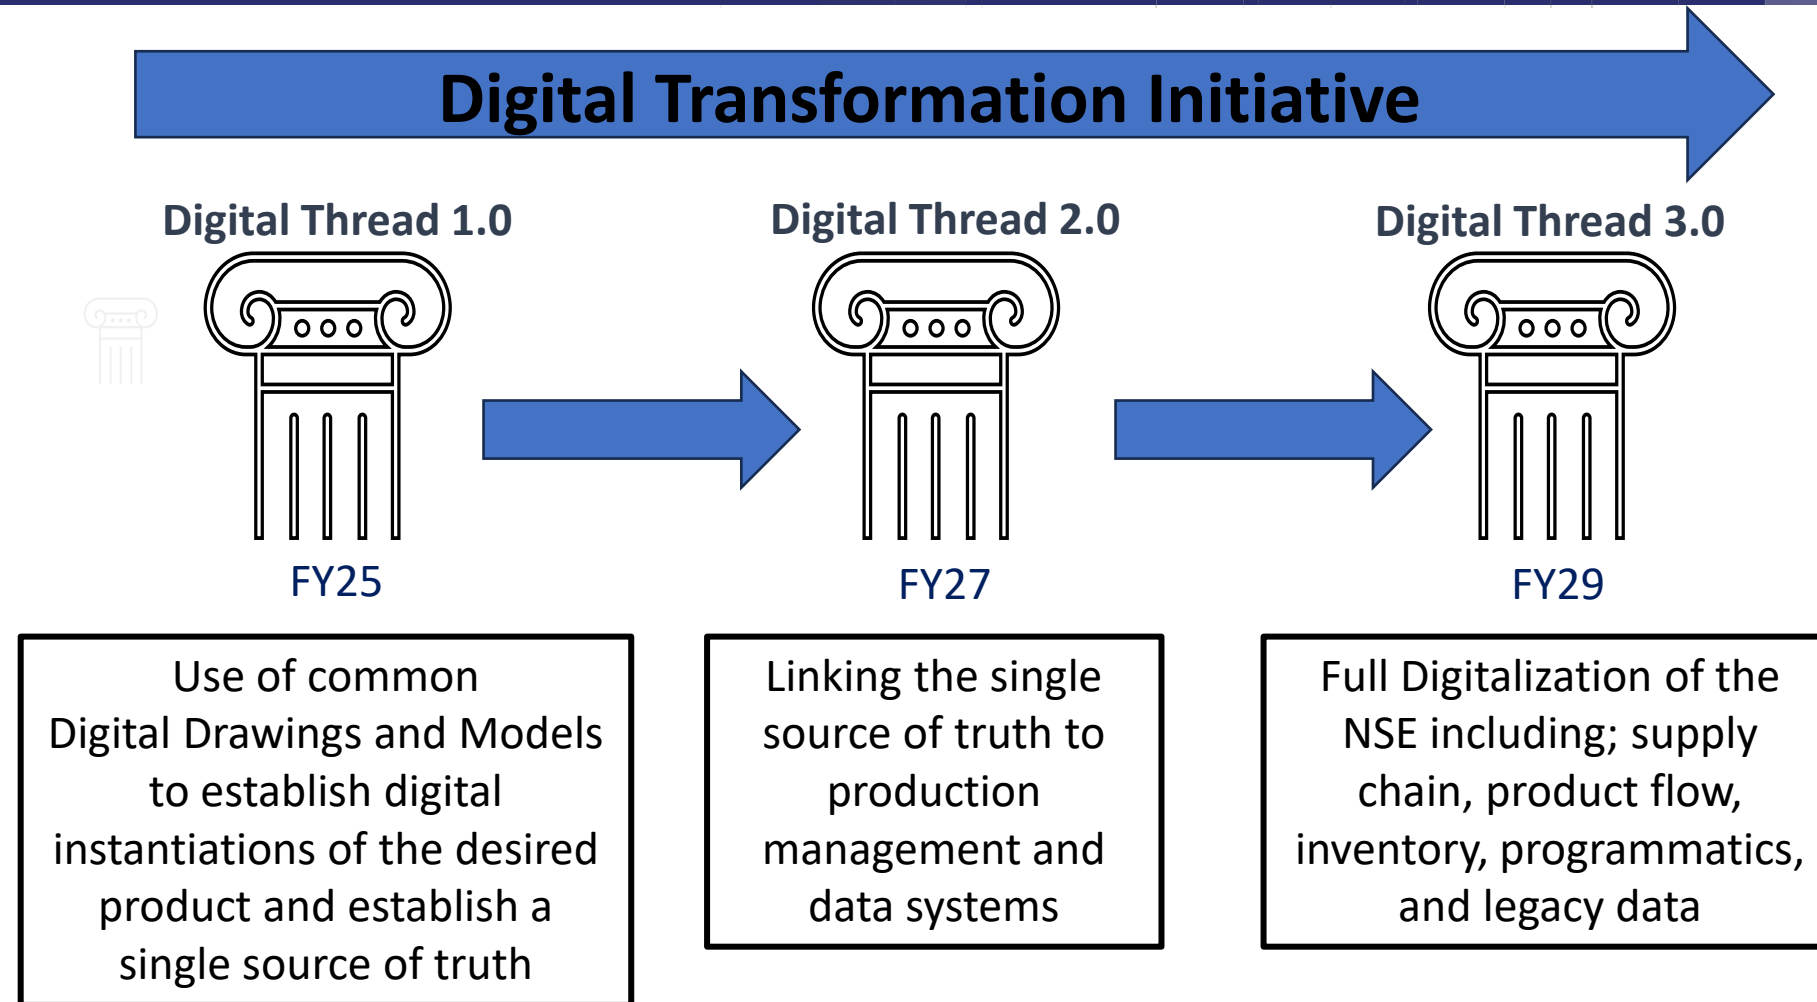 Digital Transformation Initiative
Digital Thread 1.0
Digital Thread 2.0
Digital Thread 3.0
FY25
FY27
FY29
Use of common
Digital Drawings and Models
to establish digital
instantiations of the desired
product and establish a
single source of truth
Linking the single
source of truth to
production
management and
data systems
Full Digitalization of the
NSE including; supply
chain, product flow,
inventory, programmatics,
and legacy data